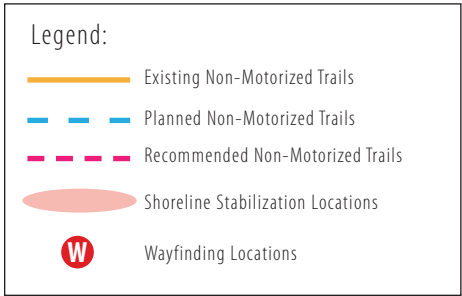 Legend:
Existing Non-Motorized Trails
Planned Non-Motorized Trails
Recommended Non-Motorized Trails
Shoreline Stabilization Locations
W Wayfinding Locations